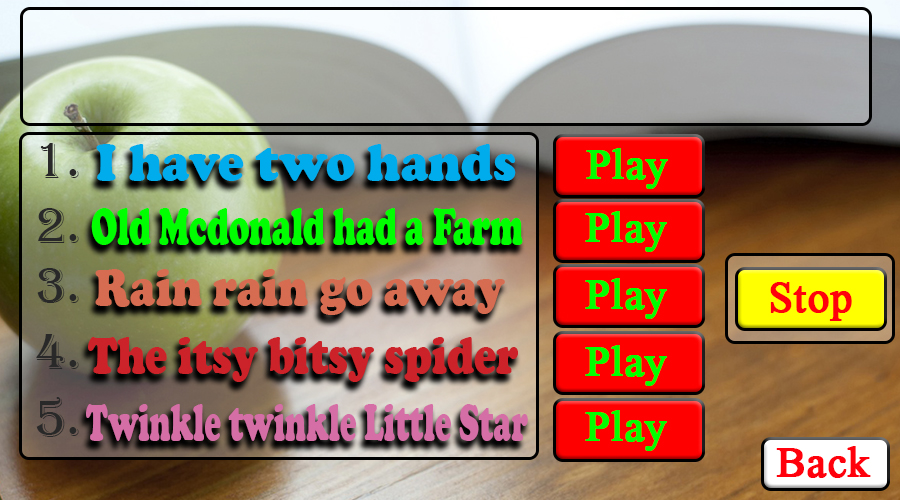 1. I have two hands Play
2. Old Mcdonald had a Farm Play
3. Rain rain go away Play
Stop
4. The itsy bitsy spider Play
5. Twinkle twinkle Little Star Play
Back